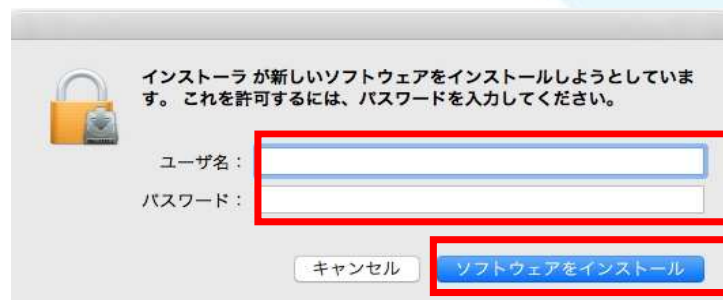 インストーラ が新しいソフトウェアをインストールしようとしていま
す。 これを許可するには、パスワードを入力してください。
ユーザ名：
パスワード：
キャンセル
ソフトウェアをインストール